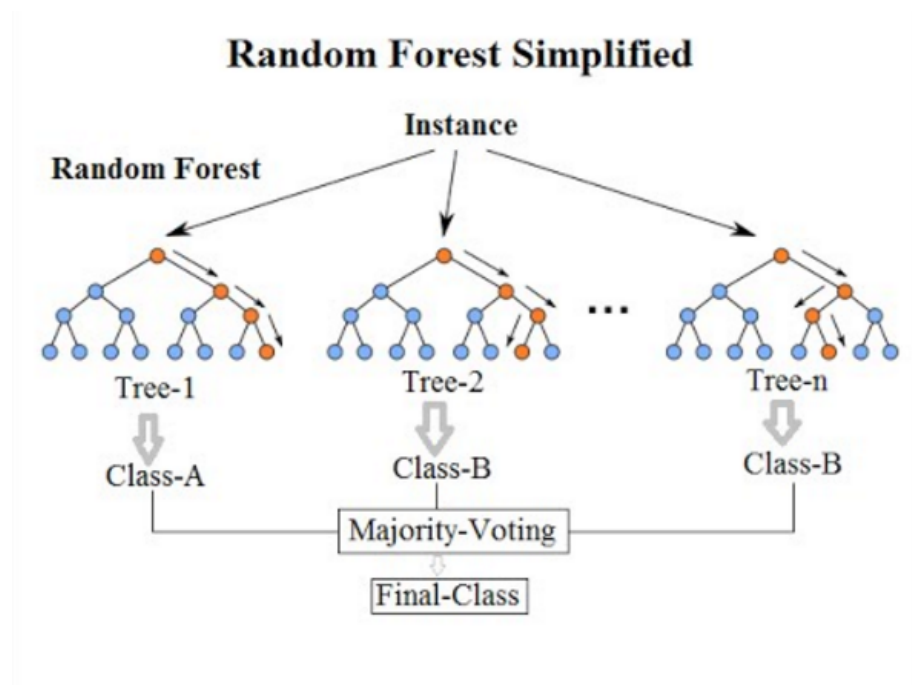 Random Forest Simplified
Instance
Random Forest
...
Tree-1
Tree-2
Tree-n
Class-A
Class-B
Class-B
Majority-Voting
Final-Class